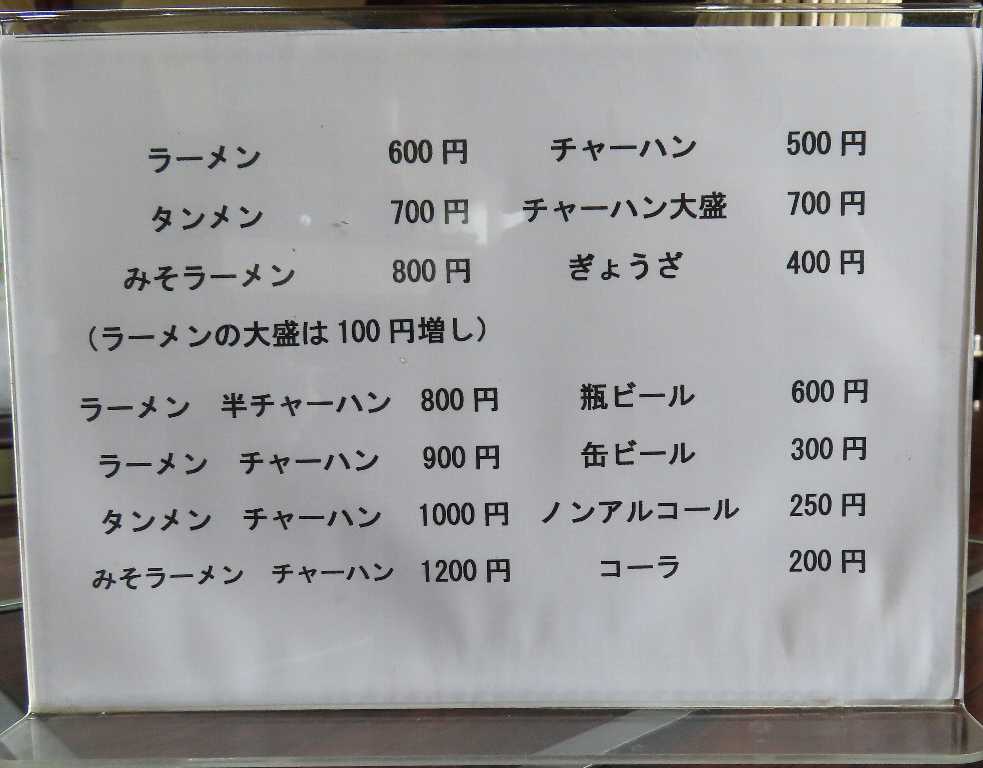 ラーメン 600円 チャーハン 500円
タンメン 700円 チャーハン大盛 700円
みそラーメン 800円 ぎょうざ 400円
（ラーメンの大盛は100円増し）
ラーメン 半チャーハン 800円 瓶ビール 600円
ラーメン チャーハン 900円 缶ビール 300円
タンメン チャーハン 1000円 ノンアルコール 250円
みそラーメン チャーハン 1200円 コーラ 200円